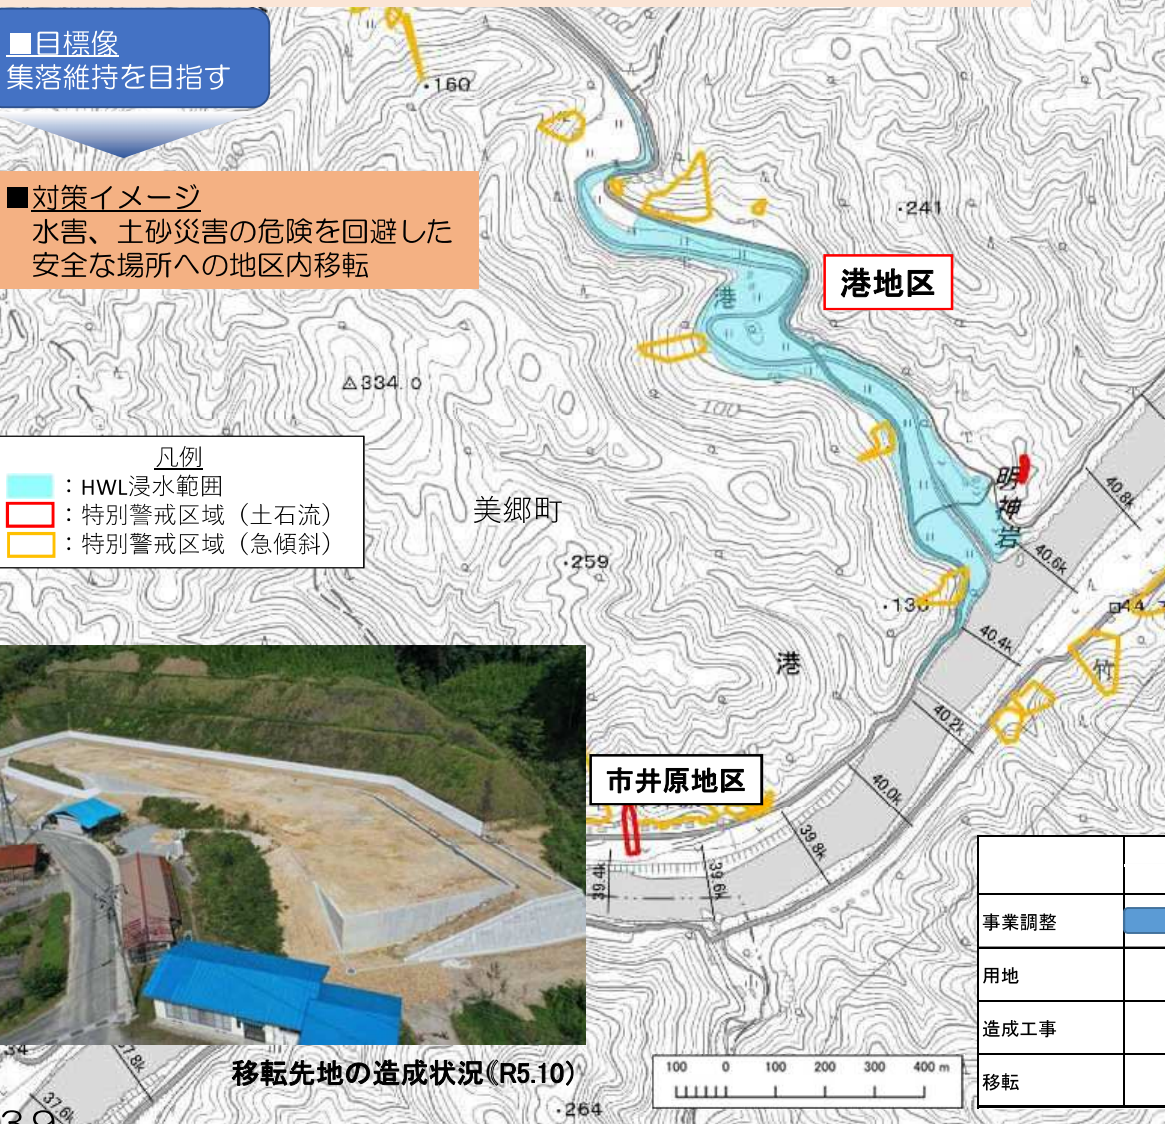 ■目標像
集落維持を目指す
■対策イメージ
水害、土砂災害の危険を回避した
安全な場所への地区内移転
・160
・241
港地区
港
△334.0
100
凡例
：HWL浸水範囲
：特別警戒区域（土石流）
：特別警戒区域（急傾斜）
美郷町
明神岩
40.8k
40.6k
・259
・130
44
40.4k
港
竹
40.2k
市井原地区
40.0k
39.8k
39.6k
39.4k
事業調整
用地
造成工事
移転
移転先地の造成状況(R5.10)
100 0 100 200 300 400 m
37.8k
37.6k
・264
39